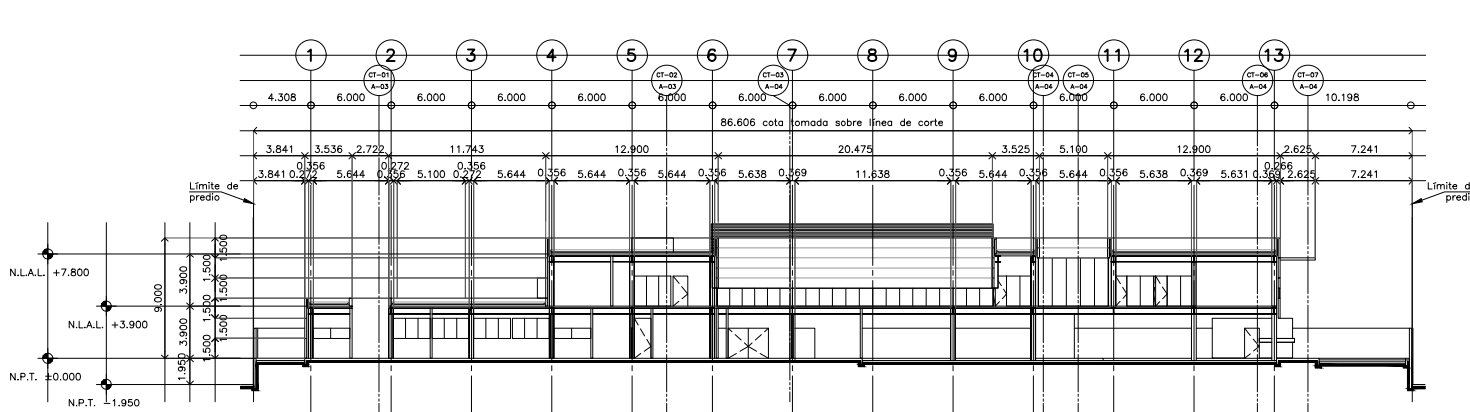 1 2 3 4 5 6 7 8 9 10 11 12 13
CT-01 CT-02 CT-03 CT-04 CT-05 CT-06 CT-07
A-03 A-03 A-04 A-04 A-04 A-04 A-04
4.308 6.000 6.000 6.000 6.000 6.000 6.000 6.000 6.000 6.000 6.000 6.000 6.000 10.198
86.606 cota tomada sobre línea de corte
3.841 3.536 2.722 11.743 12.900 20.475 3.525 5.100 12.900 2.625 7.241
0.356 0.272 0.356 0.266
3.841 0.272 5.644 0.356 5.100 0.272 5.644 0.356 5.644 0.356 5.644 0.356 5.638 0.369 11.638 0.356 5.644 0.356 5.644 0.356 5.638 0.369 5.631 0.369 2.625 7.241
Límite de
predio
Límite d
predi
N.L.A.L. +7.800
N.L.A.L. +3.900
N.P.T. ±0.000
N.P.T. -1.950
9.000
3.900
3.900
1.950
1.500
1.500
1.500
1.500
1.500
1.500